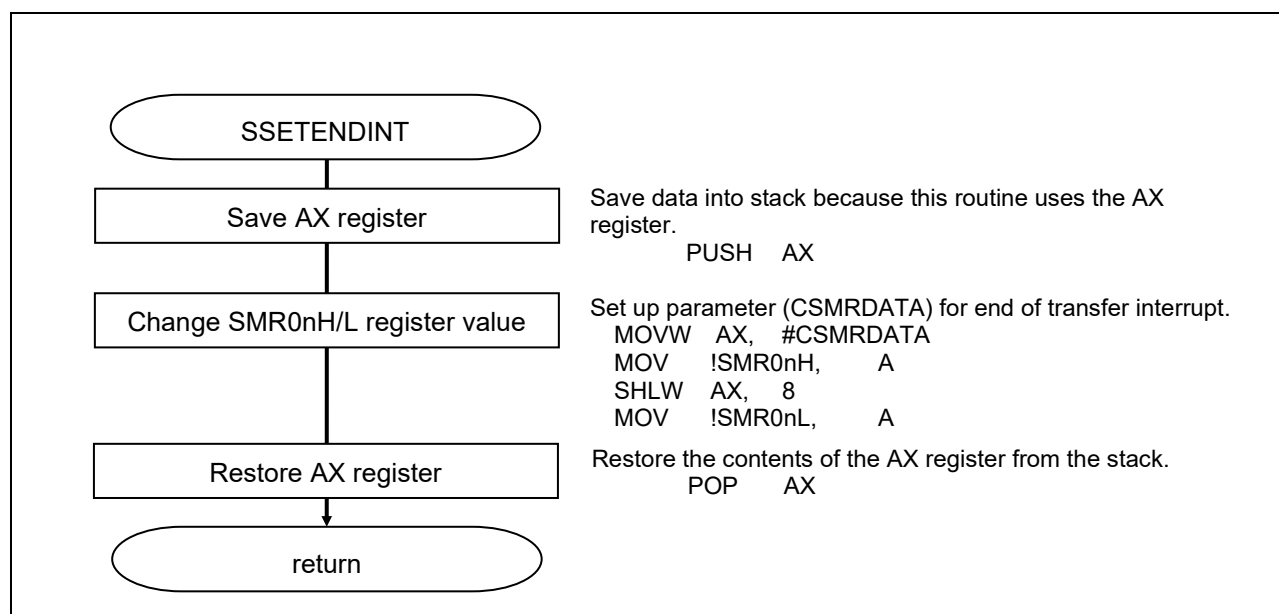 SSETENDINT
Save AX register
Save data into stack because this routine uses the AX
register.
PUSH AX
Change SMR0nH/L register value
Set up parameter (CSMRDATA) for end of transfer interrupt.
MOVW AX, #CSMRDATA
MOV !SMR0nH, A
SHLW AX, 8
MOV !SMR0nL, A
Restore AX register
Restore the contents of the AX register from the stack.
POP AX
return